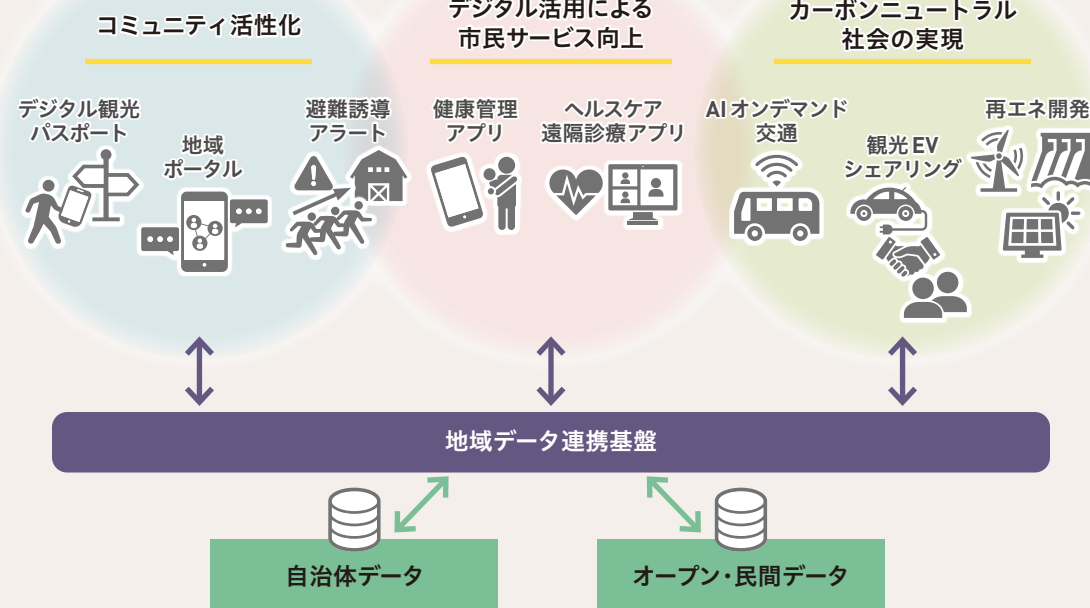 コミュニティ活性化
デジタル活用による
市民サービス向上
カーボンニュートラル
社会の実現
デジタル観光
パスポート
地域
ポータル
避難誘導
アラート
健康管理
アプリ
ヘルスケア
遠隔診療アプリ
AIオンデマンド
交通
観光EV
シェアリング
再エネ開発
地域データ連携基盤
自治体データ
オープン・民間データ